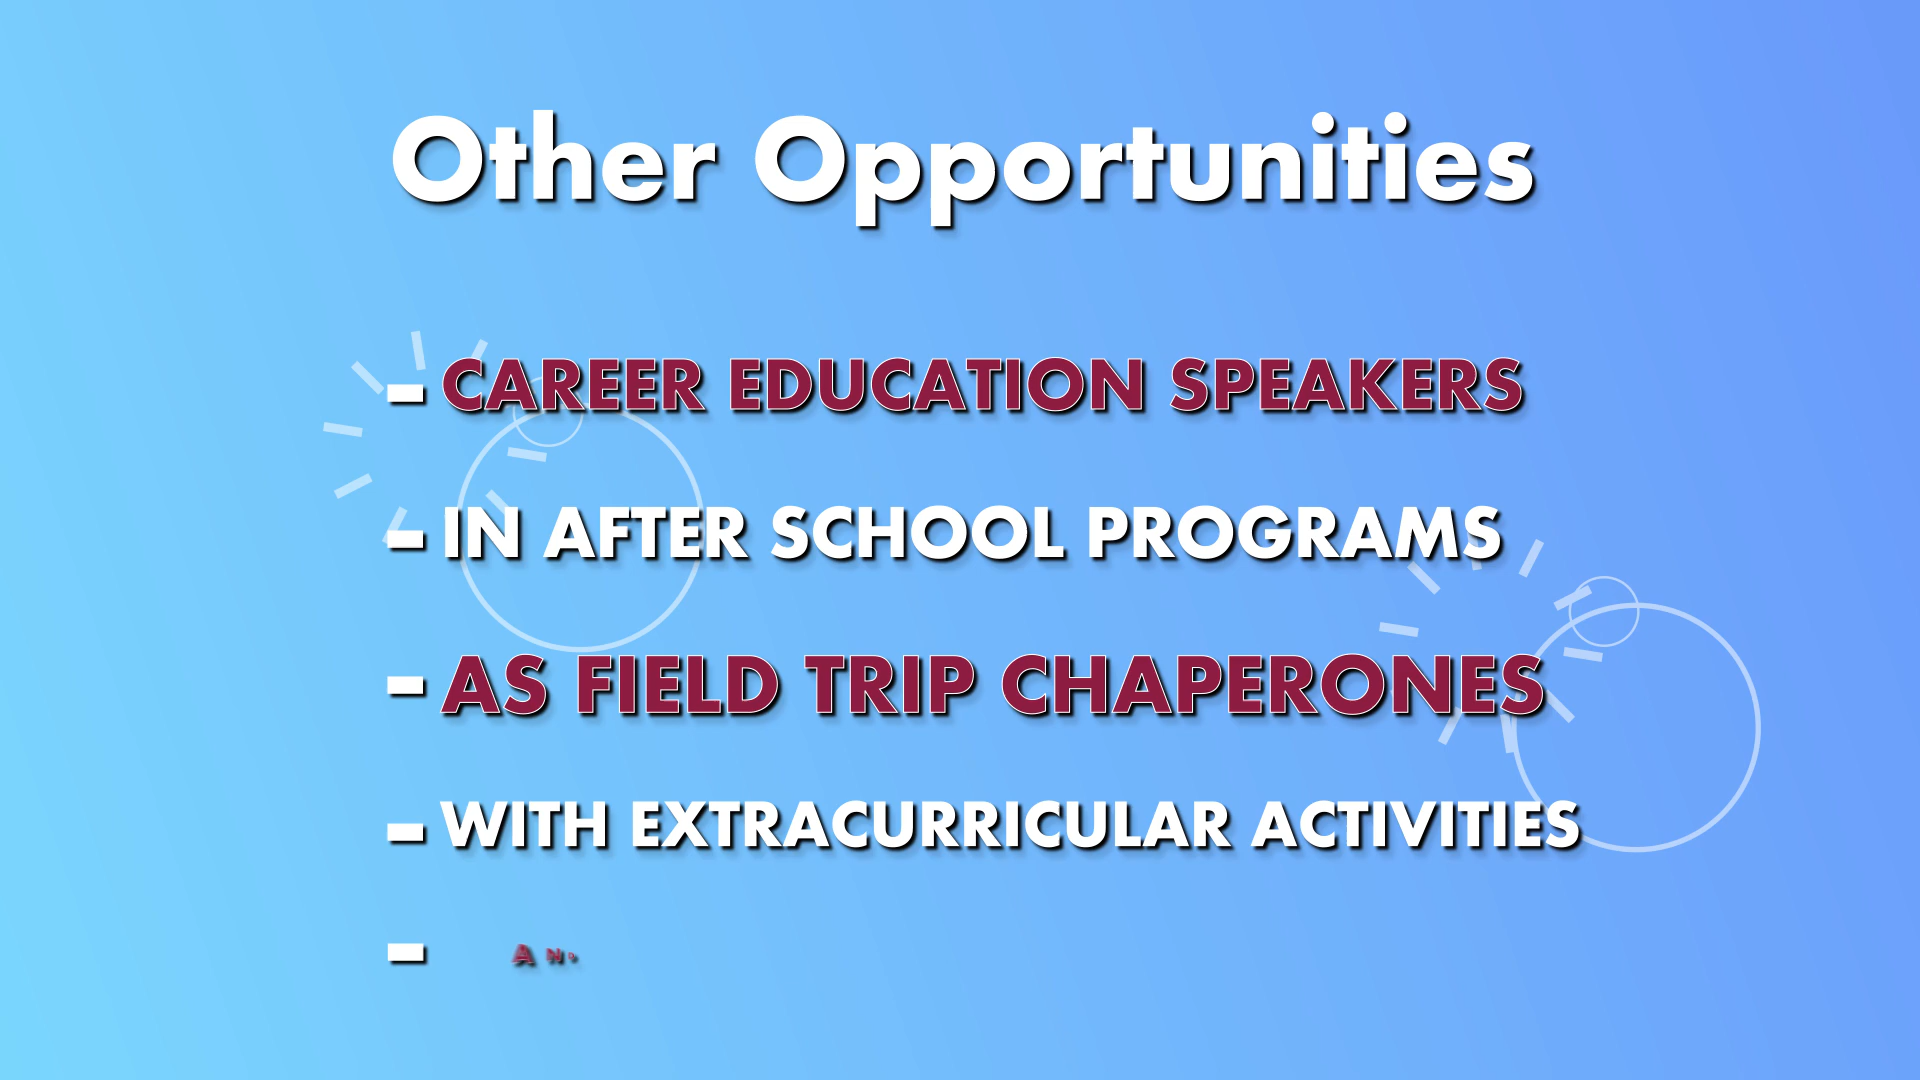 Other Opportunities
- CAREER EDUCATION SPEAKERS
- IN AFTER SCHOOL PROGRAMS
- AS FIELD TRIP CHAPERONES
- WITH EXTRACURRICULAR ACTIVITIES
-